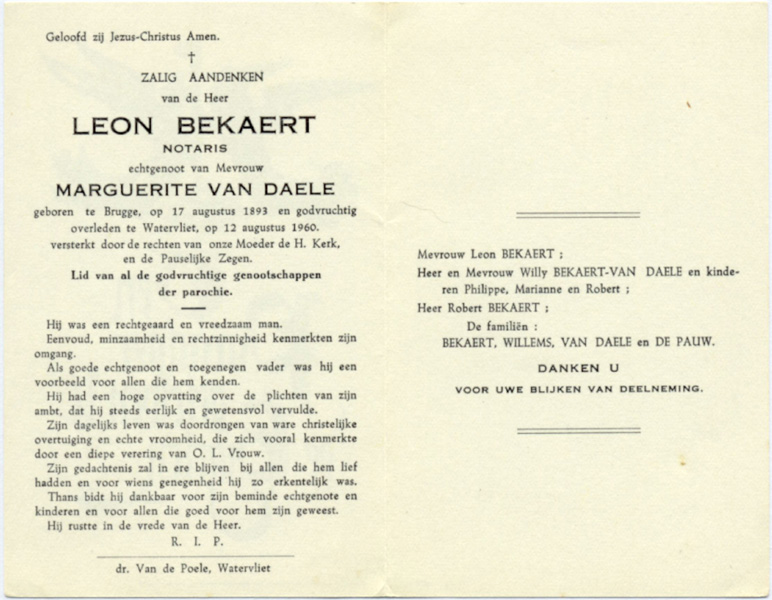 Geloofd zij Jezus-Christus Amen.
†
ZALIG AANDENKEN
van de Heer
LEON BEKAERT
NOTARIS
echtgenoot van Mevrouw
MARGUERITE VAN DAELE
geboren te Brugge, op 17 augustus 1893 en godvruchtig
overleden te Watervliet, op 12 augustus 1960.
versterkt door de rechten van onze Moeder de H. Kerk,
en de Pauselijke Zegen.
Lid van al de godvruchtige genootschappen
der parochie.
Hij was een rechtgeaard en vreedzaam man.
Eenvoud, minzaamheid en rechtzinnigheid kenmerkten zijn
omgang.
Als goede echtgenoot en toegenegen vader was hij een
voorbeeld voor allen die hem kenden.
Hij had een hoge opvatting over de plichten van zijn
ambt, dat hij steeds eerlijk en gewetensvol vervulde.
Zijn dagelijks leven was doordrongen van ware christelijke
overtuiging en echte vroomheid, die zich vooral kenmerkte
door een diepe verering van O. L. Vrouw.
Zijn gedachtenis zal in ere blijven bij allen die hem lief
hadden en voor wiens genegenheid hij zo erkentelijk was.
Thans bidt hij dankbaar voor zijn beminde echtgenote en
kinderen en voor allen die goed voor hem zijn geweest.
Hij rustte in de vrede van de Heer.
R. I. P.
dr. Van de Poele, Watervliet
Mevrouw Leon BEKAERT ;
Heer en Mevrouw Willy BEKAERT-VAN DAELE en kinde-
ren Philippe, Marianne en Robert ;
Heer Robert BEKAERT ;
De familiën :
BEKAERT, WILLEMS, VAN DAELE en DE PAUW.
DANKEN U
VOOR UWE BLIJKEN VAN DEELNEMING.